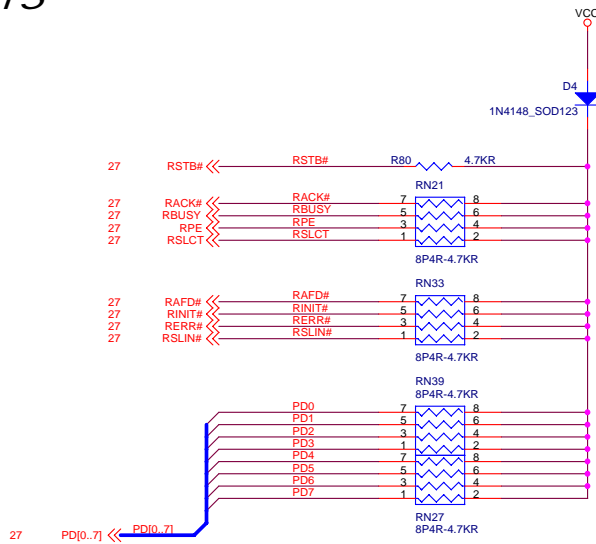 VCC
D4
1N4148_SOD123
27 RSTB# RSTB# R80 4.7KR
RN21
27 RACK# RACK# 7 8
27 RBUSY RBUSY 5 6
27 RPE RPE 3 4
27 RSLCT RSLCT 1 2
8P4R-4.7KR
RN33
27 RAFD# RAFD# 7 8
27 RINIT# RINIT# 5 6
27 RERR# RERR# 3 4
27 RSLIN# RSLIN# 1 2
8P4R-4.7KR
RN39
8P4R-4.7KR
PD0 7 8
PD1 5 6
PD2 3 4
PD3 1 2
PD4 7 8
PD5 5 6
PD6 3 4
PD7 1 2
RN27
8P4R-4.7KR
27 PD[0..7] PD[0..7]